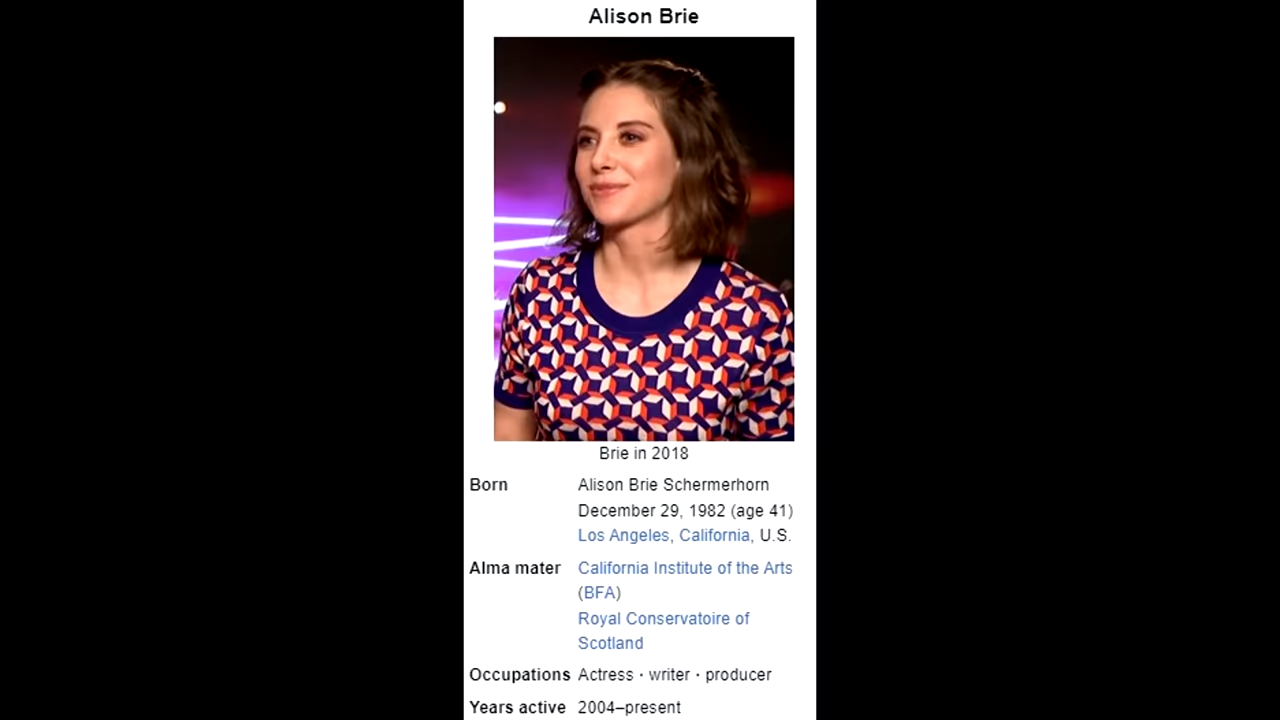 Alison Brie
Brie in 2018
Born Alison Brie Schermerhorn
December 29, 1982 (age 41)
Los Angeles, California, U.S.
Alma mater California Institute of the Arts
(BFA)
Royal Conservatoire of
Scotland
Occupations Actress · writer · producer
Years active 2004–present